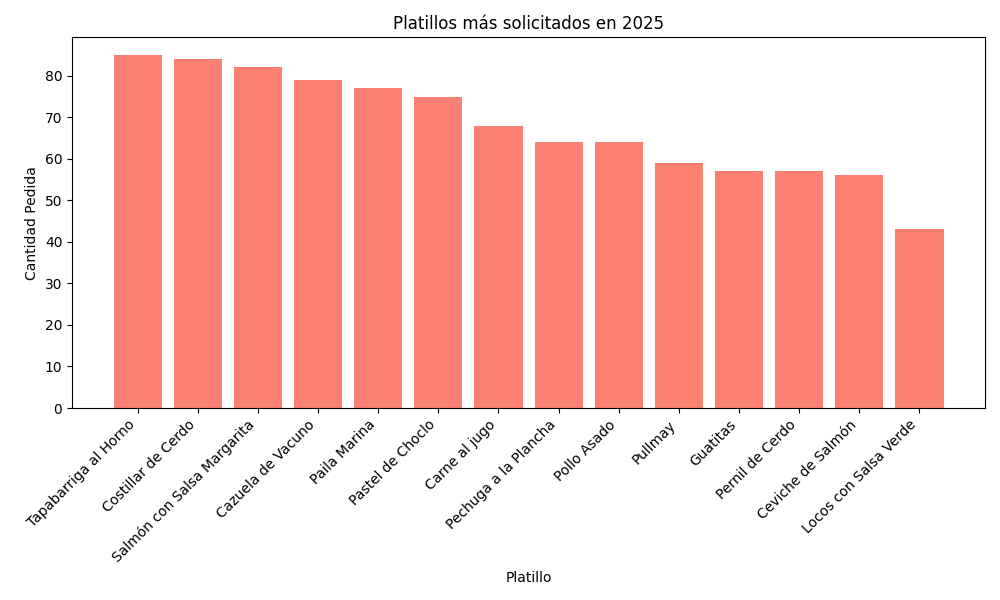 Platillos más solicitados en 2025
Cantidad Pedida
80
70
60
50
40
30
20
10
0
Tapabarriga al Horno
Costillar de Cerdo
Salmón con Salsa Margarita
Cazuela de Vacuno
Paila Marina
Pastel de Choclo
Carne al jugo
Pechuga a la Plancha
Pollo Asado
Pullmay
Guatitas
Pernil de Cerdo
Ceviche de Salmón
Locos con Salsa Verde
Platillo